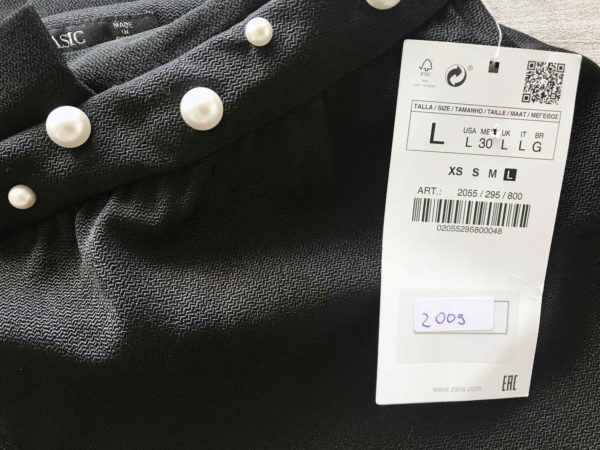 ASIC
MADE
IN
FSC
TALLA / SIZE / TAMANHO / TAILLE / MAAT / ΜΕΓΕΘΟΣ
L
USA MEX UK IT BR
L 30 L L G
XS S M L
ART.: 2055 / 295 / 800
02055295800048
2009
www.zara.com
EAC